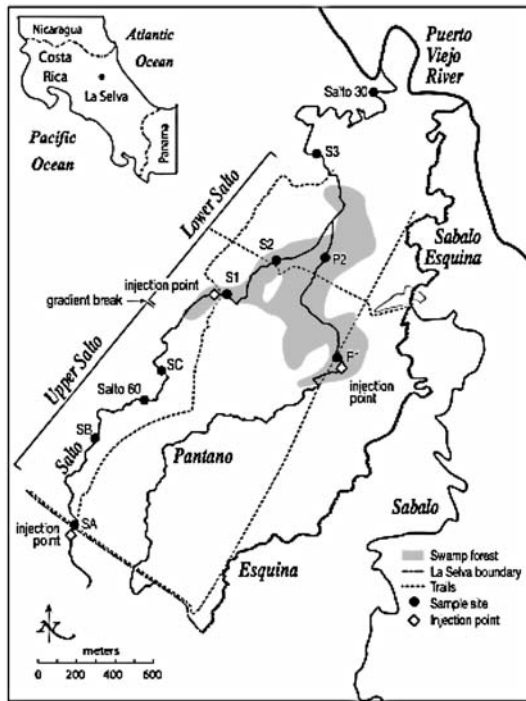 Nicaragua
Atlantic
Ocean
Costa
Rica
La Selva
Pacific
Ocean
Panama
Puerto
Viejo
River
Salto 30
S3
Lower Salto
S2
P2
Sabalo
Esquina
injection point
S1
gradient break
Upper Salto
P1
injection
point
SC
Salto 60
SB
Salto
Pantano
SA
injection
point
Esquina
Sabalo
Swamp forest
La Selva boundary
Trails
Sample site
Injection point
N
meters
0 200 400 600